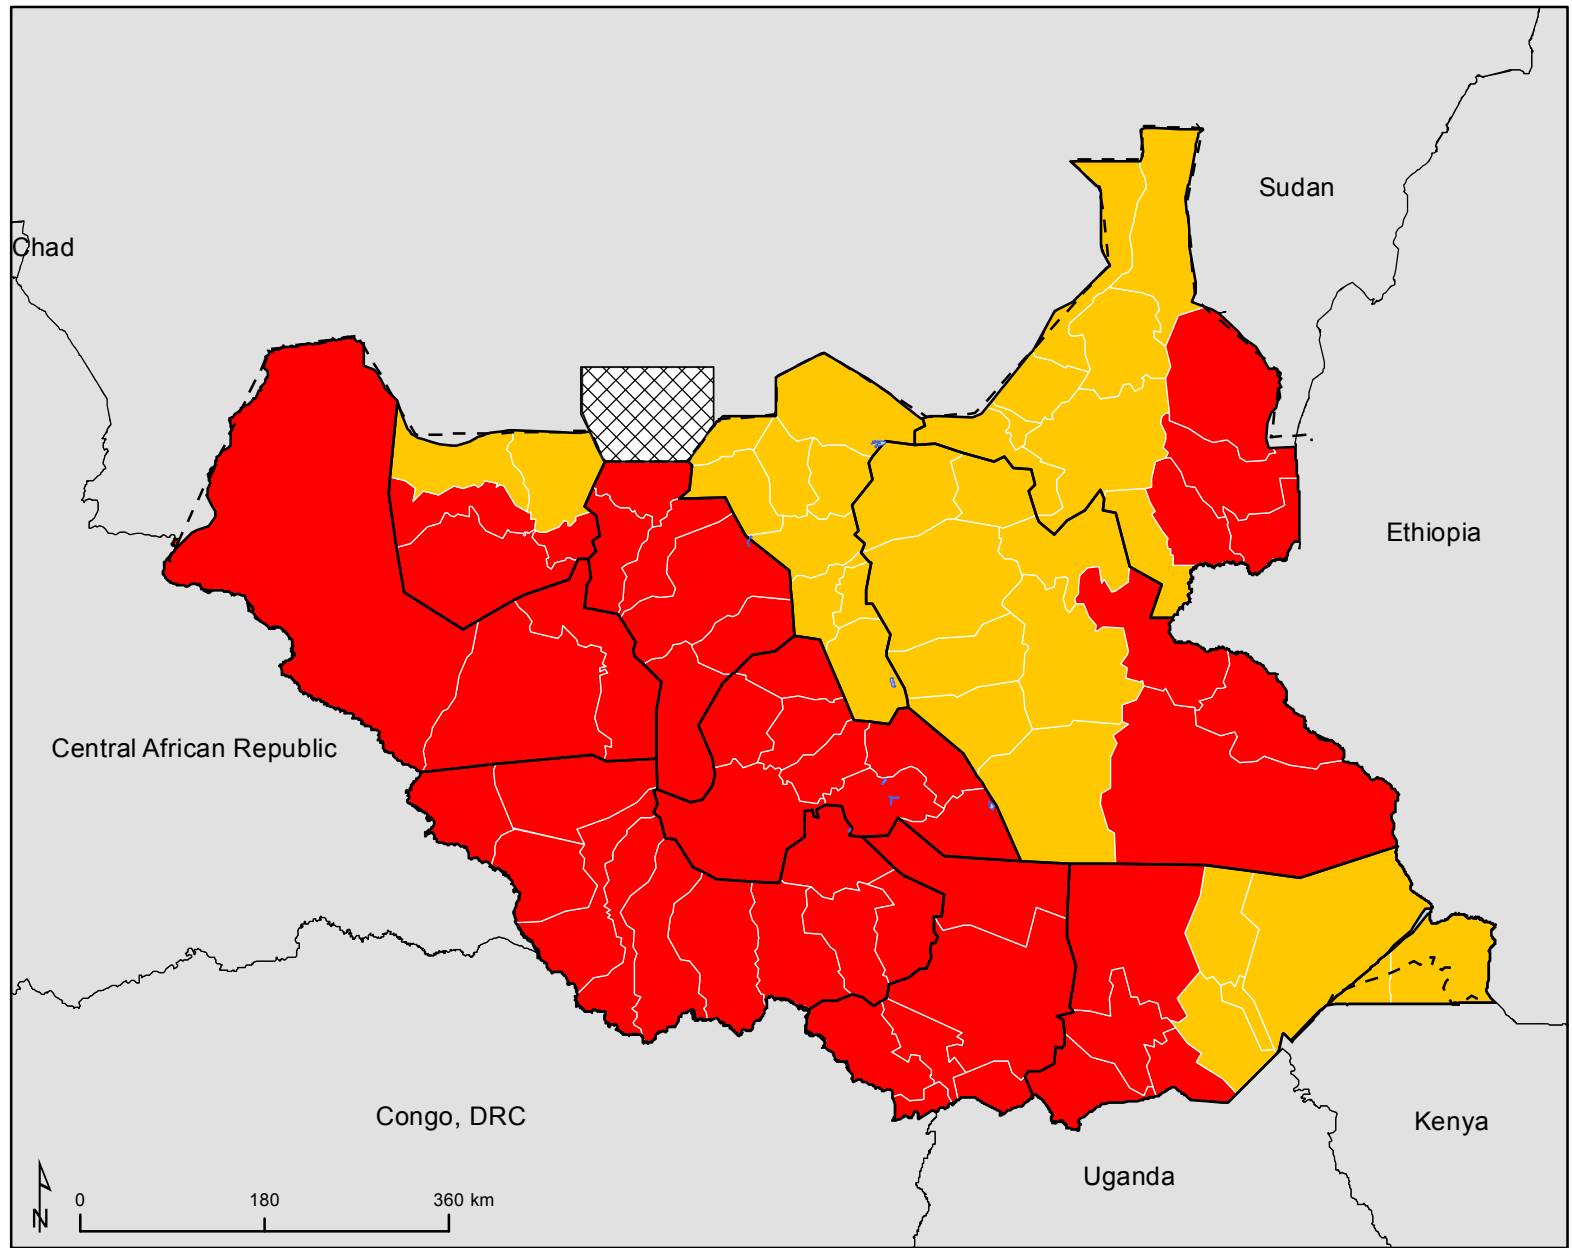 Sudan
Chad
Ethiopia
Central African Republic
Congo, DRC
Kenya
Uganda
N
0 180 360 km